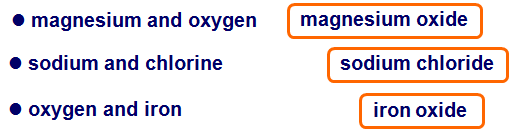 ● magnesium and oxygen magnesium oxide
● sodium and chlorine sodium chloride
● oxygen and iron iron oxide